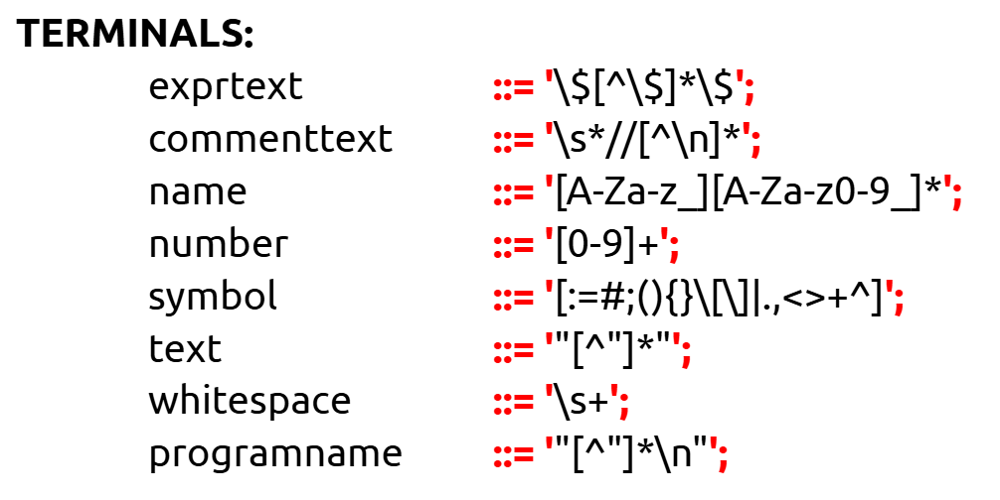 TERMINALS:
exprtext ::= '\$[^\$]*\$';
commenttext ::= '\s*//[^\n]*';
name ::= '[A-Za-z_][A-Za-z0-9_]*';
number ::= '[0-9]+';
symbol ::= '[:=#;(){}\[\]|.,<>+^]';
text ::= '"[^"]*"';
whitespace ::= '\s+';
programname ::= '"[^"]*\n"';